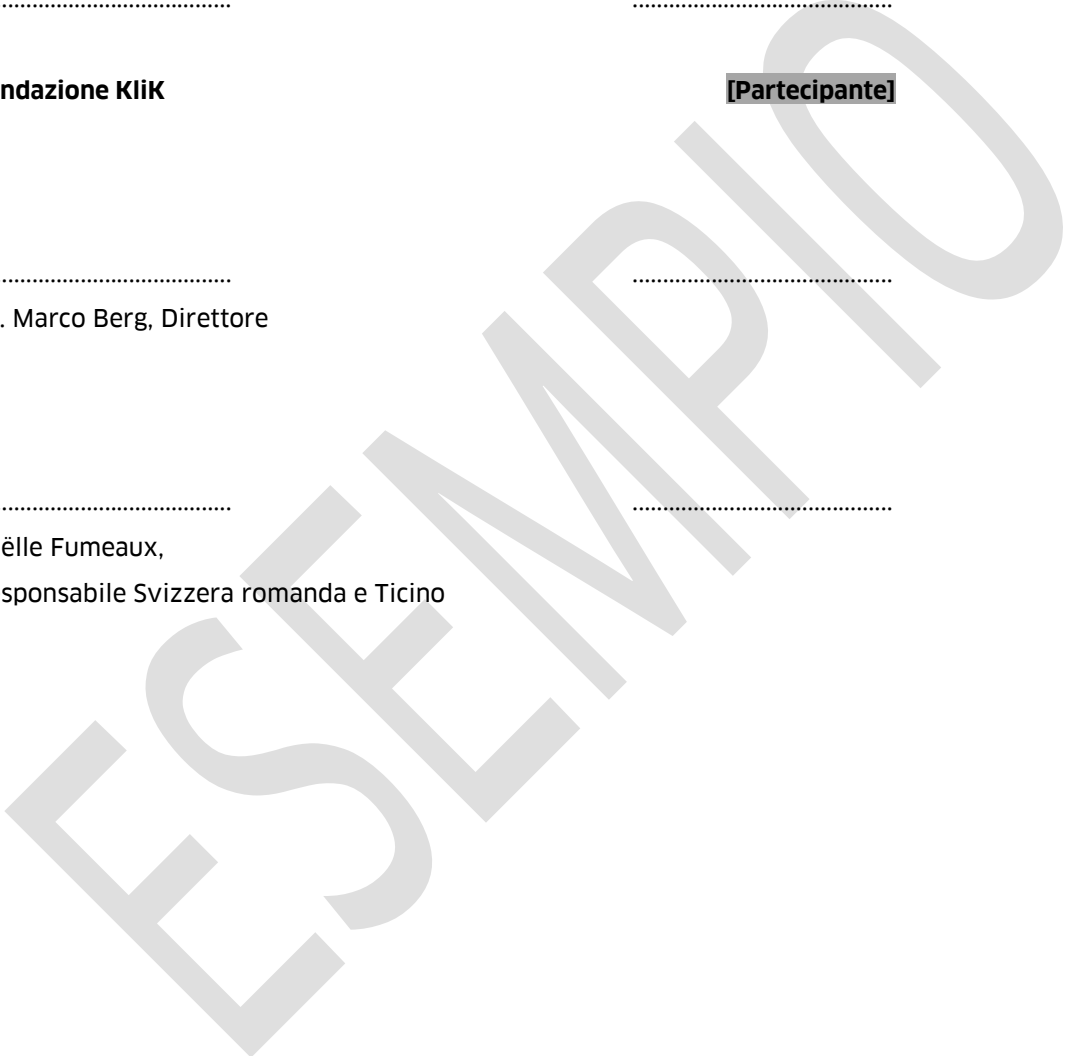 ....................................... ...........................................
ndazione KliK [Partecipante]
....................................... ...........................................
. Marco Berg, Direttore
....................................... ...........................................
ëlle Fumeaux,
sponsabile Svizzera romanda e Ticino
ESEMPIO